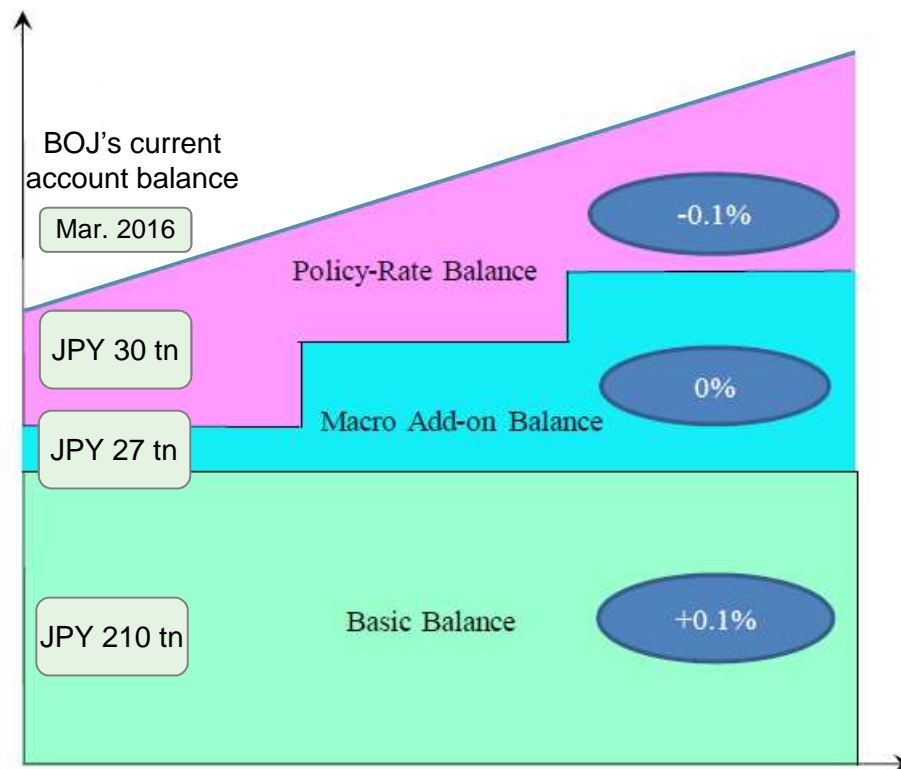 BOJ’s current
account balance
Mar. 2016
-0.1%
Policy-Rate Balance
JPY 30 tn
0%
Macro Add-on Balance
JPY 27 tn
Basic Balance
+0.1%
JPY 210 tn